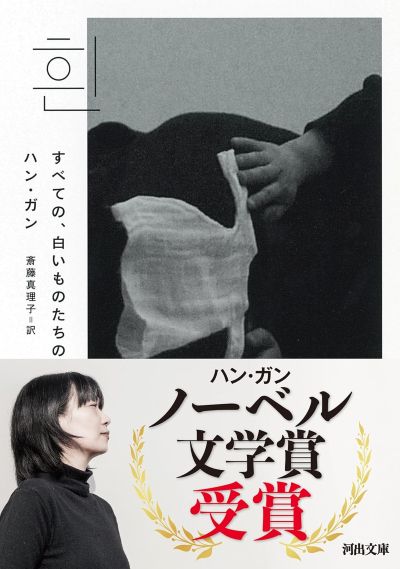 흰
すべての、白いものたちの
ハン・ガン
斎藤真理子=訳
ハン・ガン
ノーベル
文学賞
受賞
河出文庫